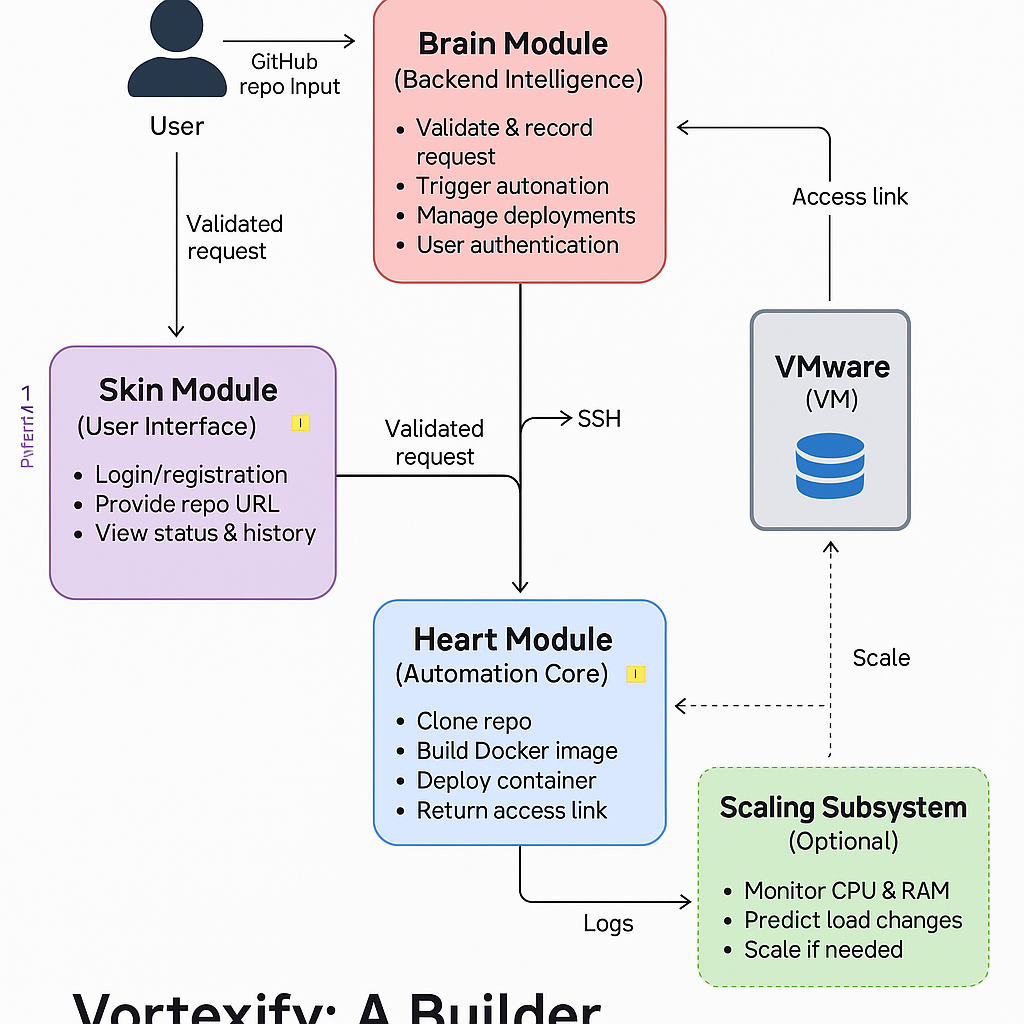 GitHub
repo Input
User
Validated
request
Brain Module
(Backend Intelligence)
• Validate & record
request
• Trigger autonation
• Manage deployments
• User authentication
Access link
VMware
(VM)
Skin Module
(User Interface)
• Login/registration
• Provide repo URL
• View status & history
Validated
request
SSH
Heart Module
(Automation Core)
• Clone repo
• Build Docker image
• Deploy container
• Return access link
Scale
Scaling Subsystem
(Optional)
• Monitor CPU & RAM
• Predict load changes
• Scale if needed
Logs
Vortexify: A Builder